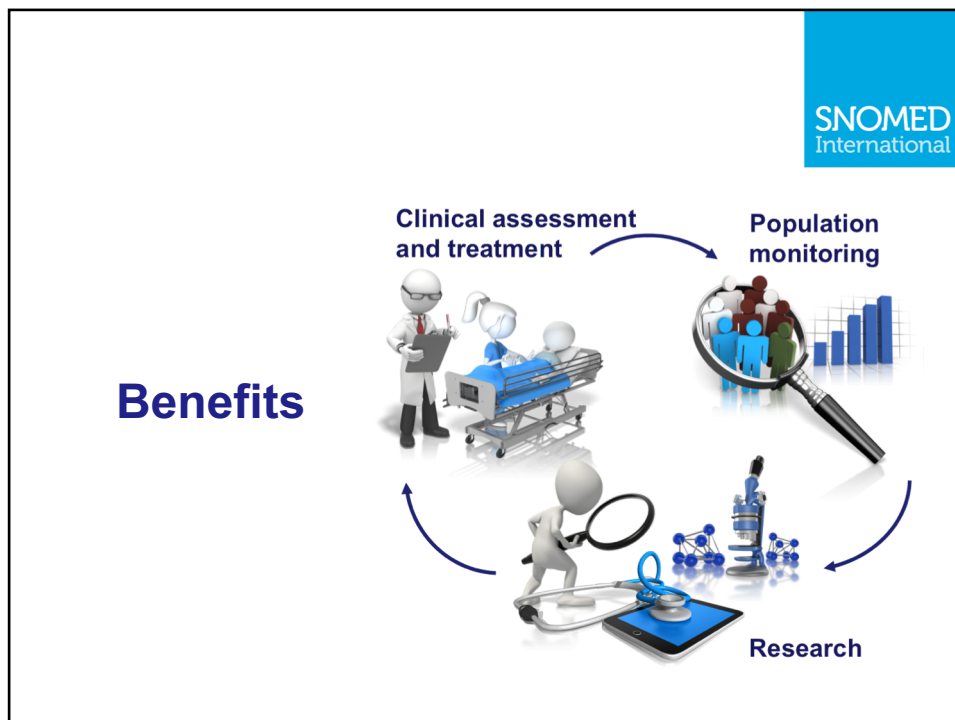 SNOMED
International
Clinical assessment
and treatment
Population
monitoring
Benefits
Research